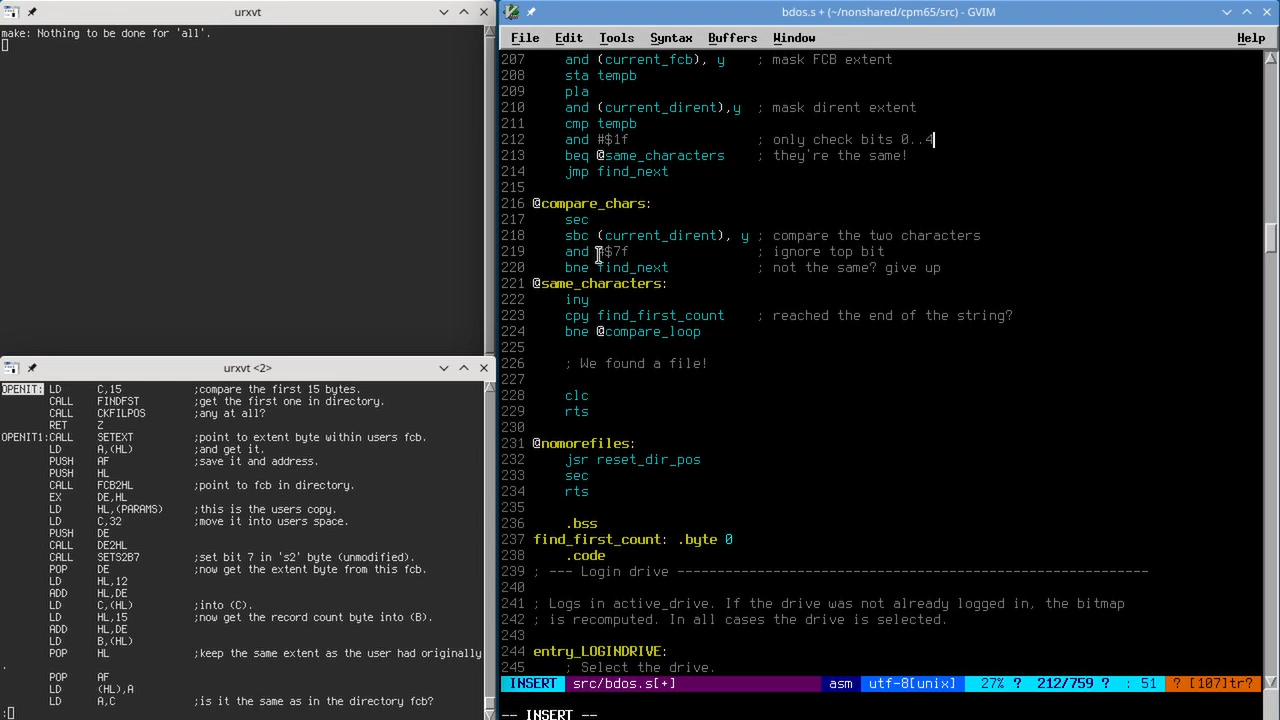 urxvt
make: Nothing to be done for 'all'.
urxvt <2>
OPENIT: LD C,15 ;compare the first 15 bytes.
CALL FINDFST ;get the first one in directory.
CALL CKFILPOS ;any at all?
RET Z
OPENIT1:CALL SETEXT ;point to extent byte within users fcb.
LD A,(HL) ;and get it.
PUSH AF ;save it and address.
PUSH HL
CALL FCB2HL ;point to fcb in directory.
EX DE,HL
LD HL,(PARAMS) ;this is the users copy.
LD C,32 ;move it into users space.
PUSH DE
CALL DE2HL
CALL SETS2B7 ;set bit 7 in 's2' byte (unmodified).
POP DE ;now get the extent byte from this fcb.
LD HL,12
ADD HL,DE
LD C,(HL) ;into (C).
LD HL,15 ;now get the record count byte into (B).
ADD HL,DE
LD B,(HL)
POP HL ;keep the same extent as the user had originally
.
POP AF
LD (HL),A
LD A,C ;is it the same as in the directory fcb?
:
bdos.s + (~/nonshared/cpm65/src) - GVIM
File Edit Tools Syntax Buffers Window Help
207 and (current_fcb), y ; mask FCB extent
208 sta tempb
209 pla
210 and (current_dirent),y ; mask dirent extent
211 cmp tempb
212 and #$1f ; only check bits 0..4
213 beq @same_characters ; they're the same!
214 jmp find_next
215
216 @compare_chars:
217 sec
218 sbc (current_dirent), y ; compare the two characters
219 and #$7f ; ignore top bit
220 bne find_next ; not the same? give up
221 @same_characters:
222 iny
223 cpy find_first_count ; reached the end of the string?
224 bne @compare_loop
225
226 ; We found a file!
227
228 clc
229 rts
230
231 @nomorefiles:
232 jsr reset_dir_pos
233 sec
234 rts
235
236 .bss
237 find_first_count: .byte 0
238 .code
239 ; --- Login drive -----------------------------------------------------------
240
241 ; Logs in active_drive. If the drive was not already logged in, the bitmap
242 ; is recomputed. In all cases the drive is selected.
243
244 entry_LOGINDRIVE:
245 ; Select the drive.
INSERT src/bdos.s[+] asm utf-8[unix] 27% ? 212/759 ? : 51 ? [107]tr?
-- INSERT --